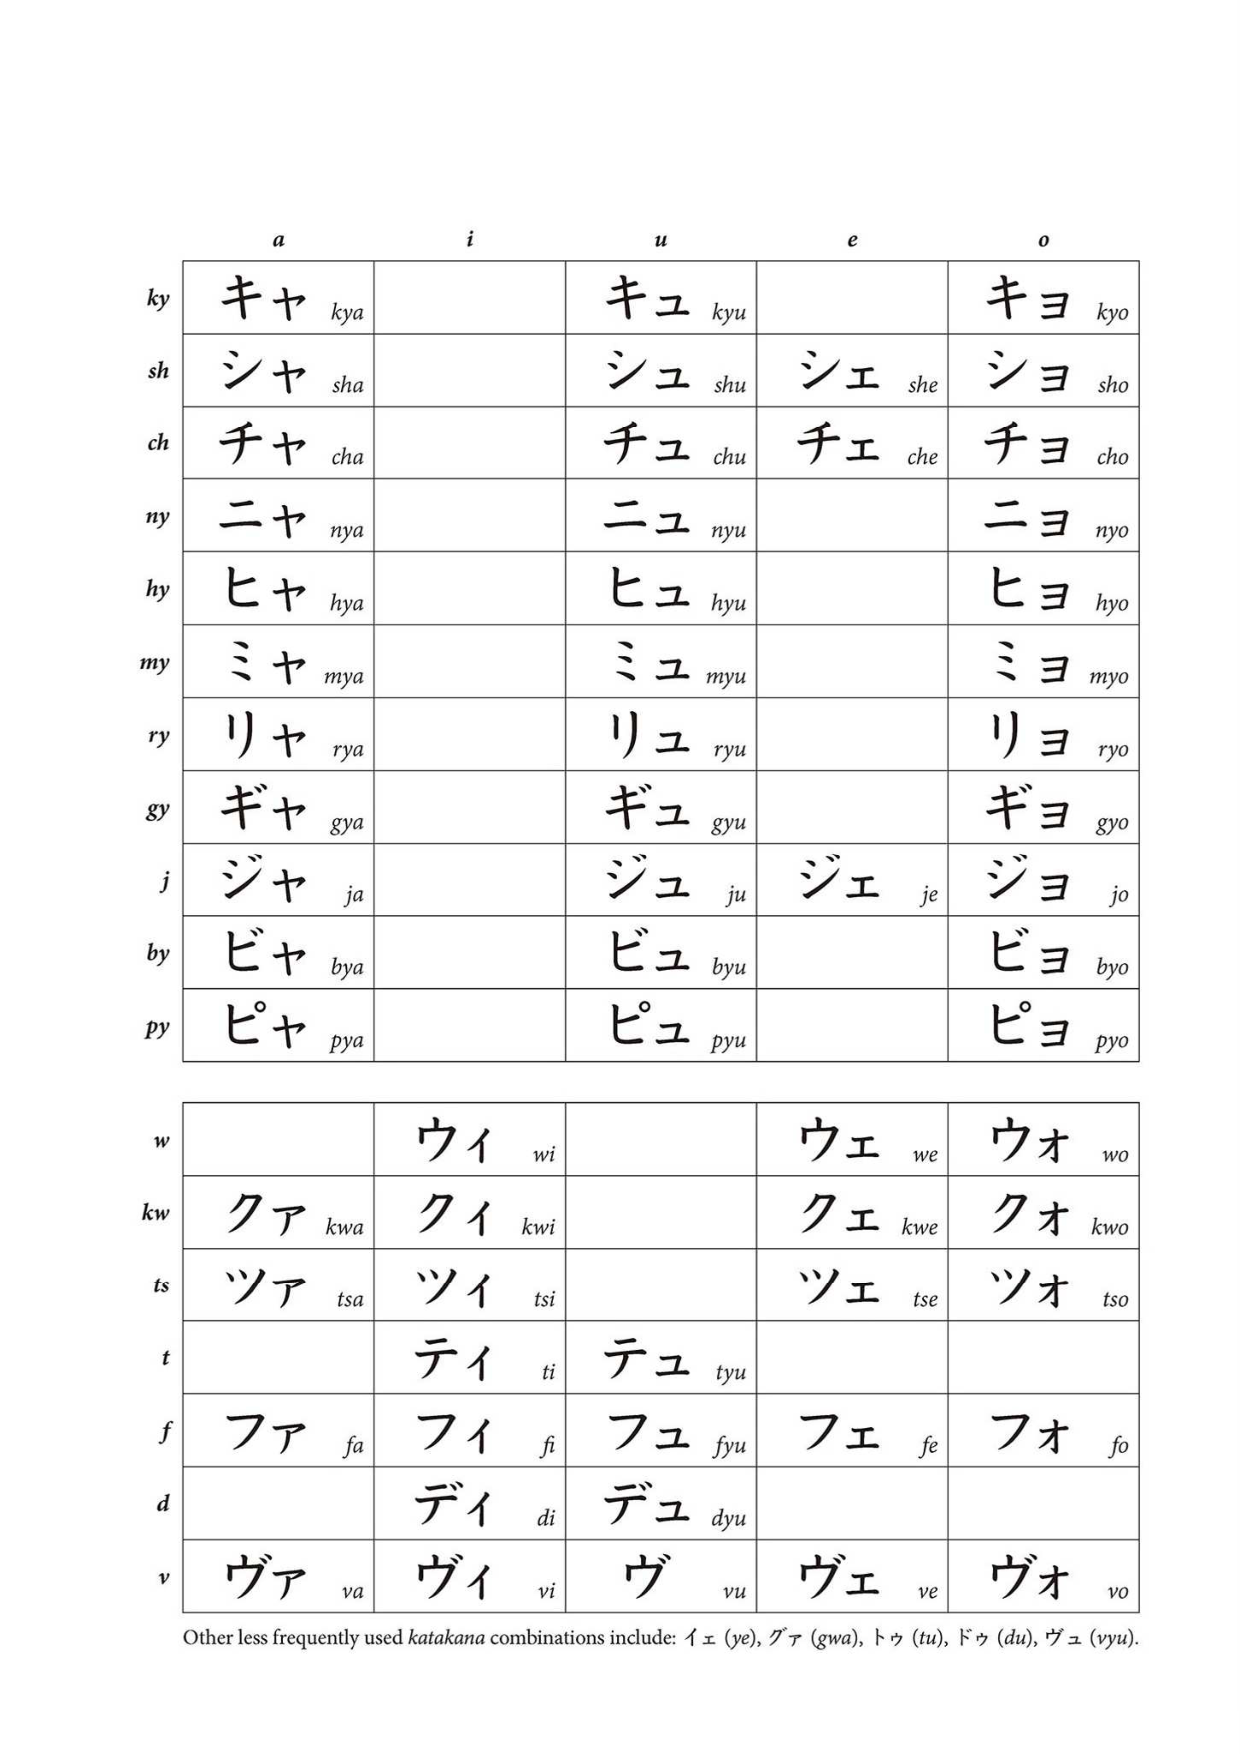 a i u e o
ky キャ kya キュ kyu キョ kyo
sh シャ sha シュ shu シェ she ショ sho
ch チャ cha チュ chu チェ che チョ cho
ny ニャ nya ニュ nyu ニョ nyo
hy ヒャ hya ヒュ hyu ヒョ hyo
my ミャ mya ミュ myu ミョ myo
ry リャ rya リュ ryu リョ ryo
gy ギャ gya ギュ gyu ギョ gyo
j ジャ ja ジュ ju ジェ je ジョ jo
by ビャ bya ビュ byu ビョ byo
py ピャ pya ピュ pyu ピョ pyo
w ウィ wi ウェ we ウォ wo
kw クァ kwa クィ kwi クェ kwe クォ kwo
ts ツァ tsa ツィ tsi ツェ tse ツォ tso
t ティ ti テュ tyu
f ファ fa フィ fi フュ fyu フェ fe フォ fo
d ディ di デュ dyu
v ヴァ va ヴィ vi ヴ vu ヴェ ve ヴォ vo
Other less frequently used katakana combinations include: イェ (ye), グァ (gwa), トゥ (tu), ドゥ (du), ヴュ (vyu).